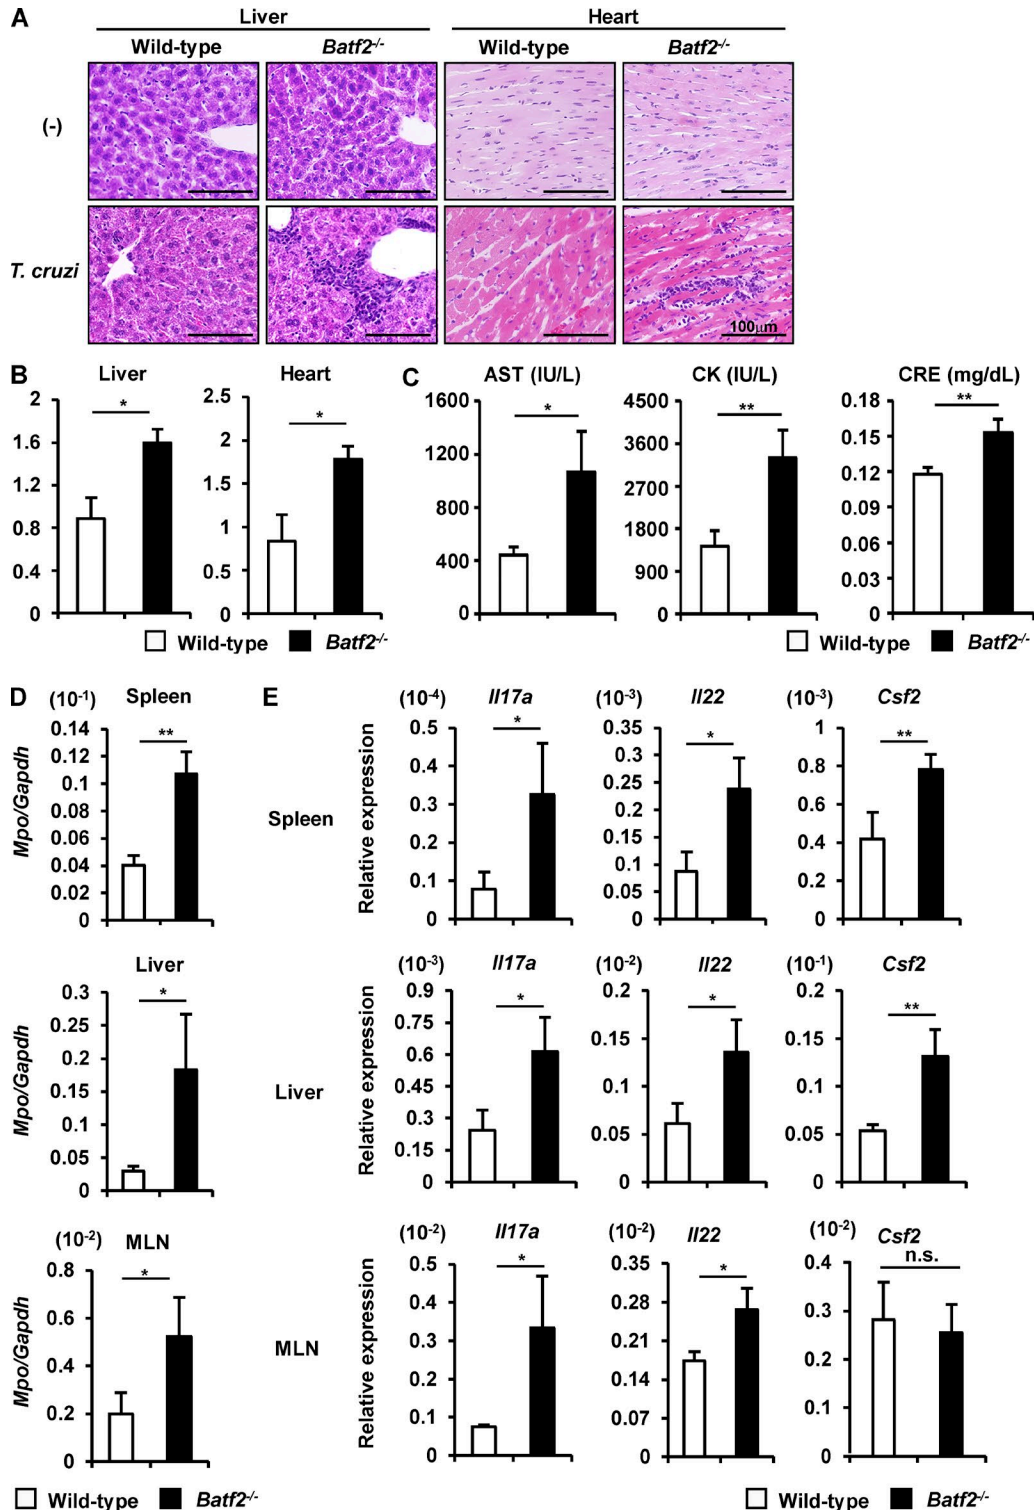 A
Liver
Heart
Wild-type
Batf2-/-
Wild-type
Batf2-/-
(-)
T. cruzi
100μm
B
Liver
Heart
2
1.6
1.2
0.8
0.4
0
*
2.5
2
1.5
1
0.5
0
*
C
AST (IU/L)
CK (IU/L)
CRE (mg/dL)
1600
1200
800
400
0
*
4500
3600
2700
1800
900
0
**
0.18
0.15
0.12
0.09
0.06
0.03
0
**
Wild-type Batf2-/-
Wild-type Batf2-/-
D
(10-1) Spleen
Mpo/Gapdh
0.14
0.12
0.1
0.08
0.06
0.04
0.02
0
**
Liver
Mpo/Gapdh
0.3
0.25
0.2
0.15
0.1
0.05
0
*
(10-2) MLN
Mpo/Gapdh
0.8
0.6
0.4
0.2
0
*
Wild-type Batf2-/-
E
Spleen
Relative expression
(10-4) Il17a
0.5
0.4
0.3
0.2
0.1
0
*
(10-3) Il22
0.35
0.3
0.25
0.2
0.15
0.1
0.05
0
*
(10-3) Csf2
1
0.8
0.6
0.4
0.2
0
**
Liver
Relative expression
(10-3) Il17a
0.9
0.75
0.6
0.45
0.3
0.15
0
*
(10-2) Il22
0.2
0.15
0.1
0.05
0
*
(10-1) Csf2
0.2
0.15
0.1
0.05
0
**
MLN
Relative expression
(10-2) Il17a
0.5
0.4
0.3
0.2
0.1
0
*
(10-2) Il22
0.35
0.28
0.21
0.14
0.07
0
*
(10-2) Csf2
0.4
0.3
0.2
0.1
0
n.s.
Wild-type Batf2-/-